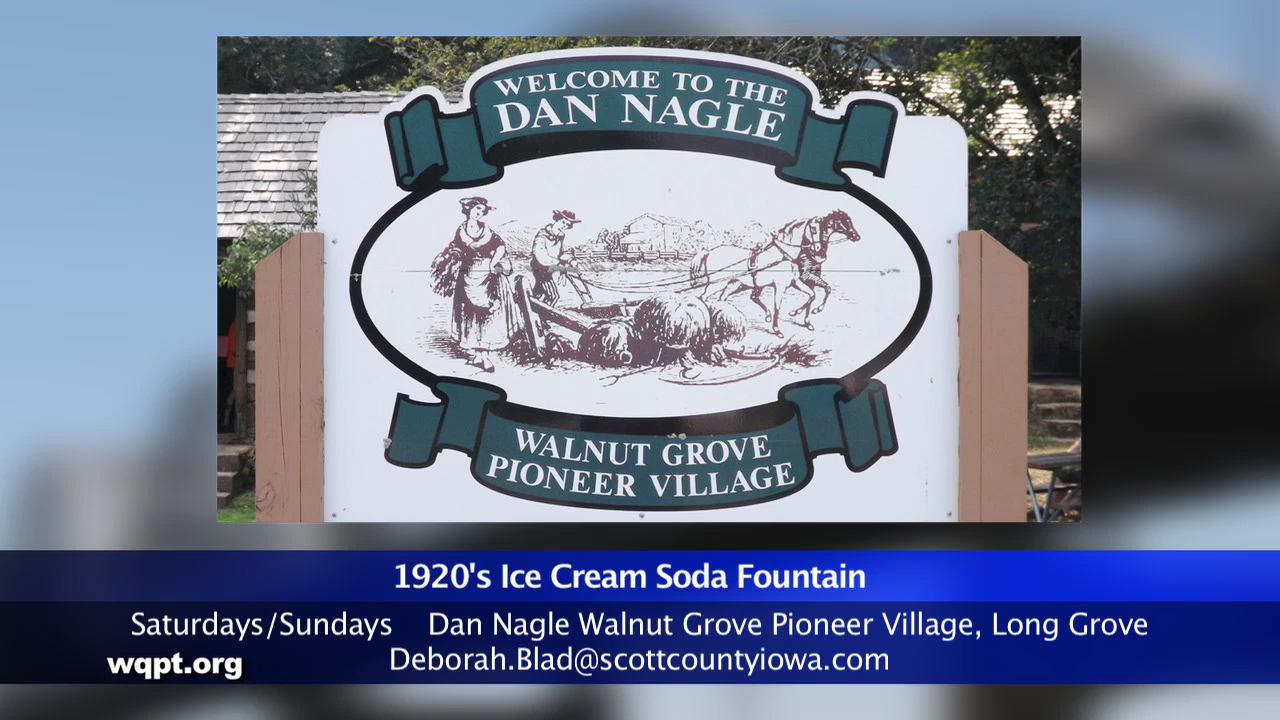 WELCOME TO THE
DAN NAGLE
WALNUT GROVE
PIONEER VILLAGE
1920's Ice Cream Soda Fountain
Saturdays/Sundays Dan Nagle Walnut Grove Pioneer Village, Long Grove
wqpt.org Deborah.Blad@scottcountyiowa.com